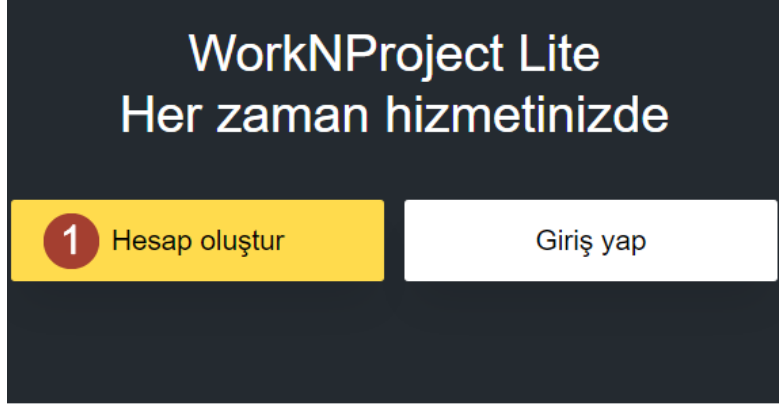 WorkNProject Lite
Her zaman hizmetinizde
1 Hesap oluştur
Giriş yap